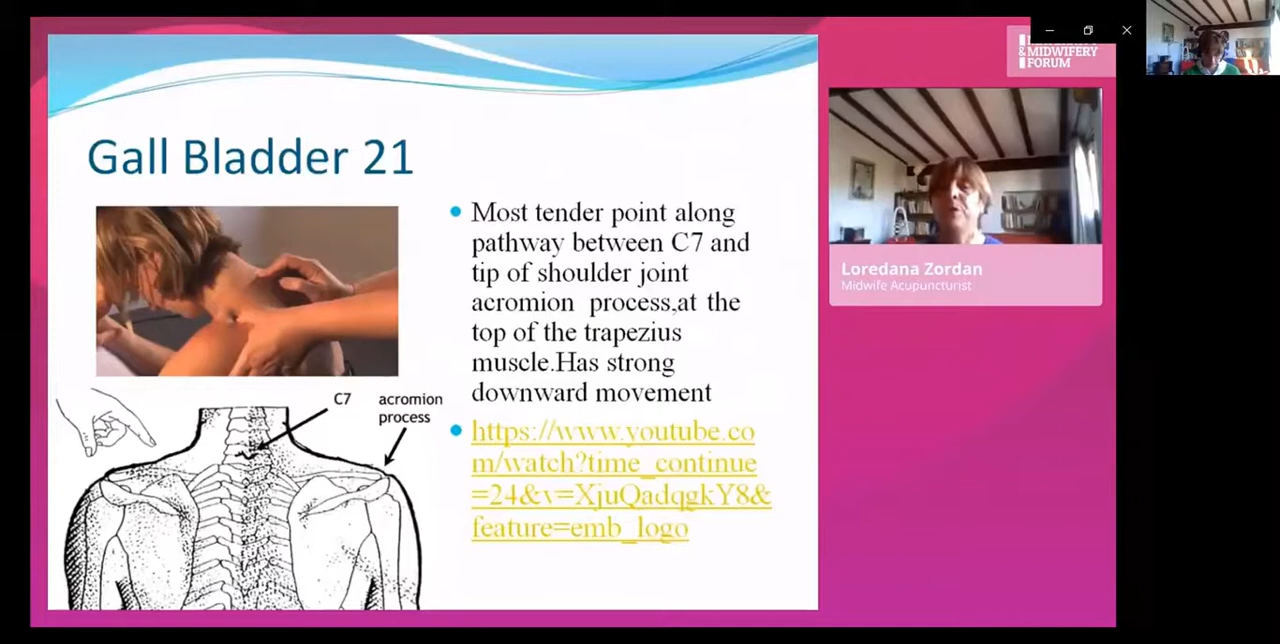 Gall Bladder 21
Most tender point along
pathway between C7 and
tip of shoulder joint
acromion process,at the
top of the trapezius
muscle.Has strong
downward movement
https://www.youtube.co
m/watch?time_continue
=24&v=XjuQadqgkY8&
feature=emb_logo
C7
acromion
process
& MIDWIFERY
FORUM
Loredana Zordan
Midwife Acupuncturist